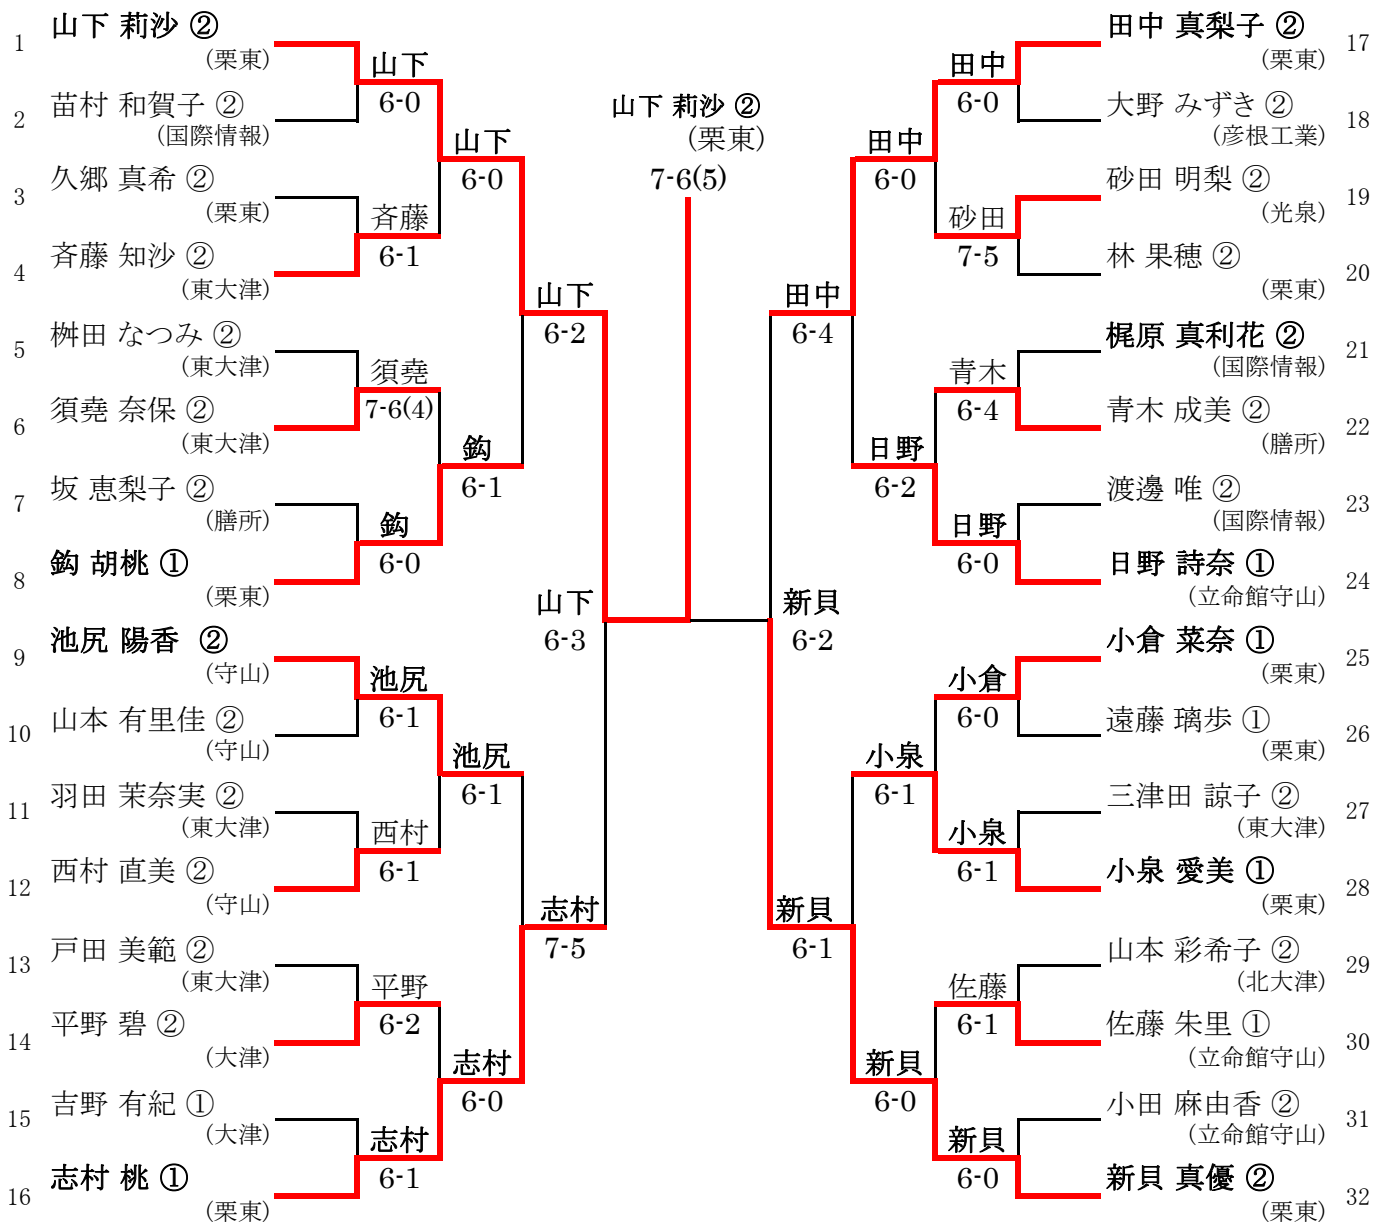 1 山下 莉沙 ②
(栗東)
2 苗村 和賀子 ②
(国際情報)
3 久郷 真希 ②
(栗東)
4 斉藤 知沙 ②
(東大津)
5 桝田 なつみ ②
(東大津)
6 須堯 奈保 ②
(東大津)
7 坂 恵梨子 ②
(膳所)
8 鈎 胡桃 ①
(栗東)
9 池尻 陽香 ②
(守山)
10 山本 有里佳 ②
(守山)
11 羽田 茉奈実 ②
(東大津)
12 西村 直美 ②
(守山)
13 戸田 美範 ②
(東大津)
14 平野 碧 ②
(大津)
15 吉野 有紀 ①
(大津)
16 志村 桃 ①
(栗東)
山下
6-0
斉藤
6-1
須堯
7-6(4)
鈎
6-0
池尻
6-1
西村
6-1
平野
6-2
志村
6-1
山下
6-0
鈎
6-1
池尻
6-1
志村
6-0
山下
6-2
志村
7-5
山下
6-3
山下 莉沙 ②
(栗東)
7-6(5)
新貝
6-2
田中
6-4
新貝
6-1
田中
6-0
日野
6-2
小泉
6-1
新貝
6-0
田中
6-0
砂田
7-5
青木
6-4
日野
6-0
小倉
6-0
小泉
6-1
佐藤
6-1
新貝
6-0
田中 真梨子 ② 17
(栗東)
大野 みずき ② 18
(彦根工業)
砂田 明梨 ② 19
(光泉)
林 果穂 ② 20
(栗東)
梶原 真利花 ② 21
(国際情報)
青木 成美 ② 22
(膳所)
渡邊 唯 ② 23
(国際情報)
日野 詩奈 ① 24
(立命館守山)
小倉 菜奈 ① 25
(栗東)
遠藤 璃歩 ① 26
(栗東)
三津田 諒子 ② 27
(東大津)
小泉 愛美 ① 28
(栗東)
山本 彩希子 ② 29
(北大津)
佐藤 朱里 ① 30
(立命館守山)
小田 麻由香 ② 31
(立命館守山)
新貝 真優 ② 32
(栗東)